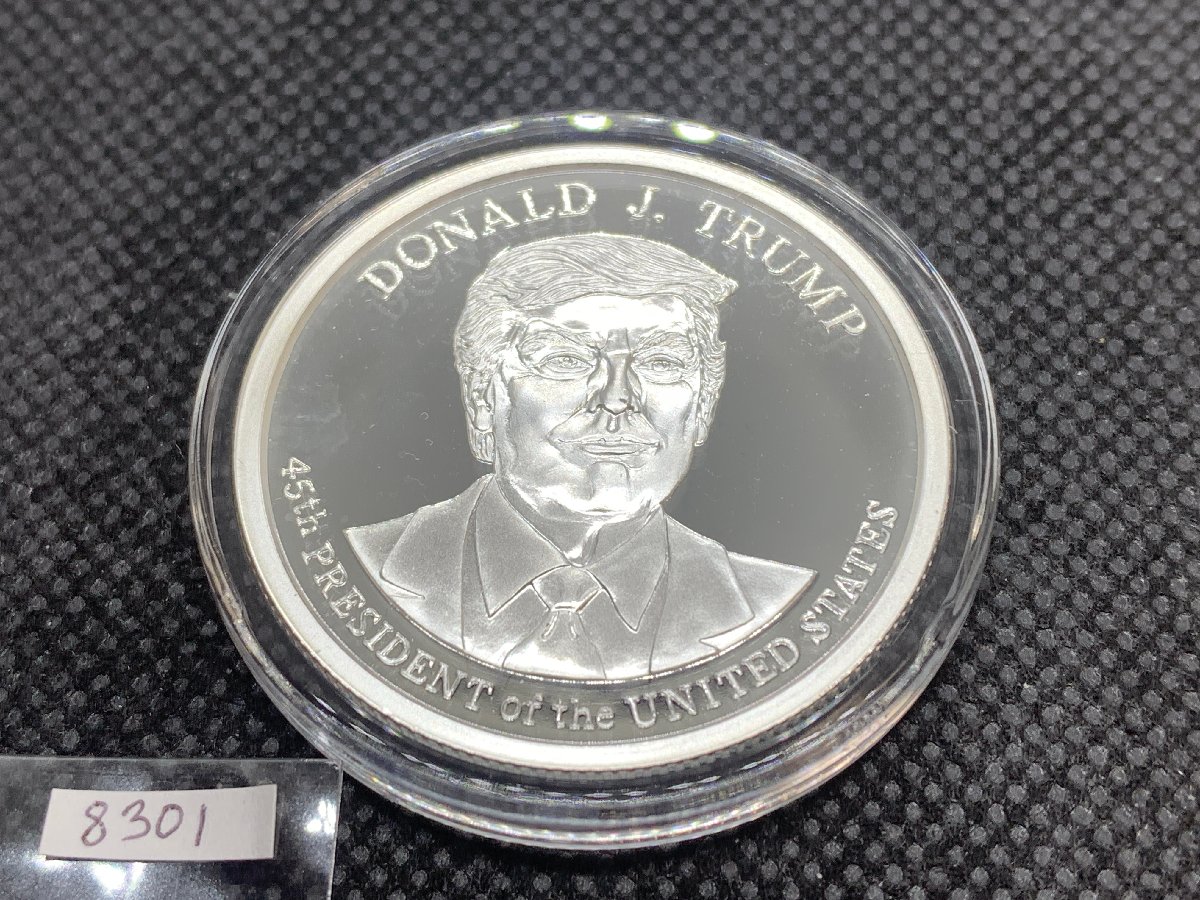 DONALD J. TRUMP
45th PRESIDENT of the UNITED STATES
8301